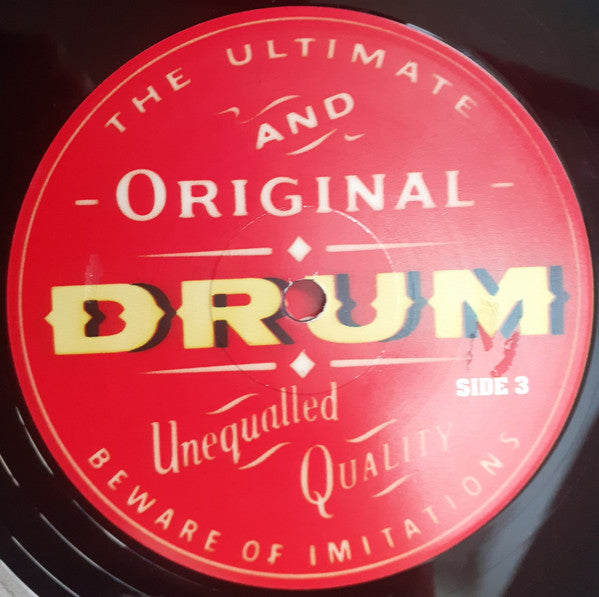 THE ULTIMATE
AND
- ORIGINAL -
DRUM
SIDE 3
Unequalled
QUALITY
BEWARE OF IMITATIONS